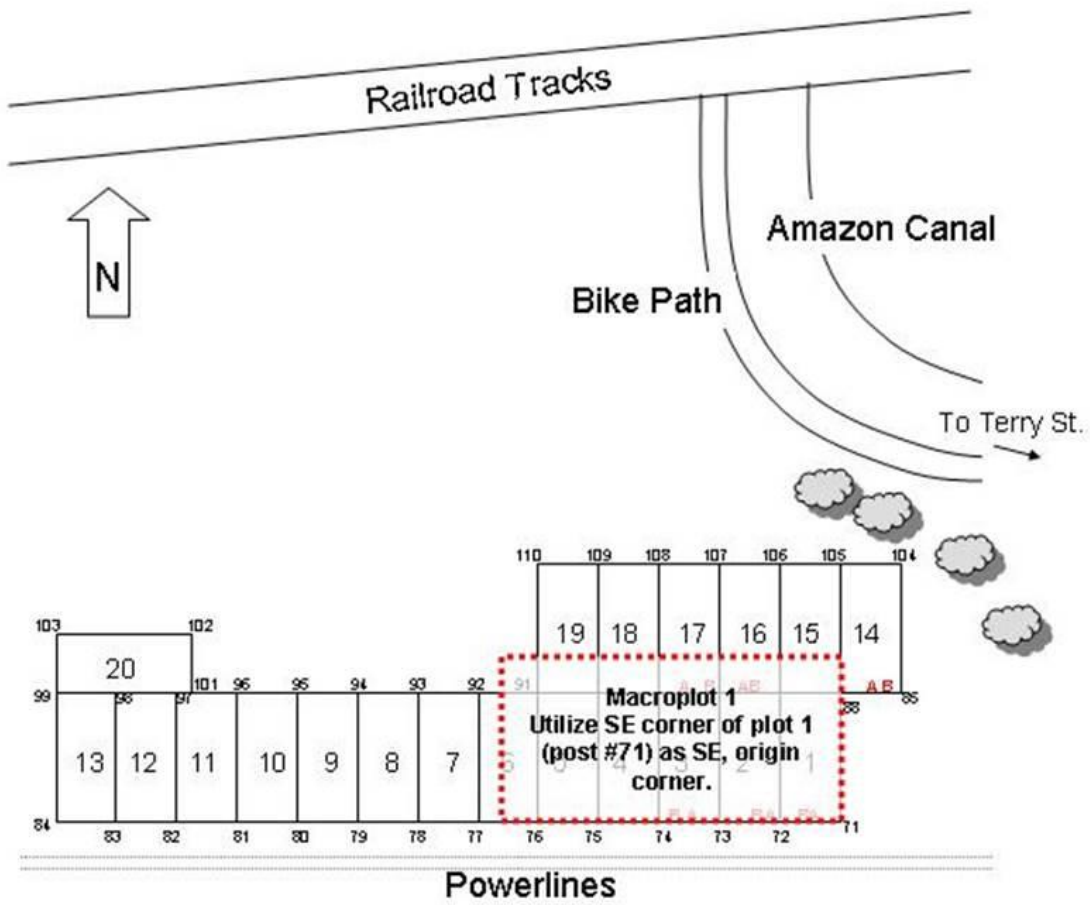 Railroad Tracks
N
Amazon Canal
Bike Path
To Terry St.
110 109 108 107 106 105 104
103 102
19 18 17 16 15 14
20
99 98 97 101 96 95 94 93 92 91 A B A B 88 A B 85
Macroplot 1
Utilize SE corner of plot 1
(post #71) as SE, origin
corner.
13 12 11 10 9 8 7 6 4 3 2 1
B A B A B A
84 83 82 81 80 79 78 77 76 75 74 73 72 71
Powerlines